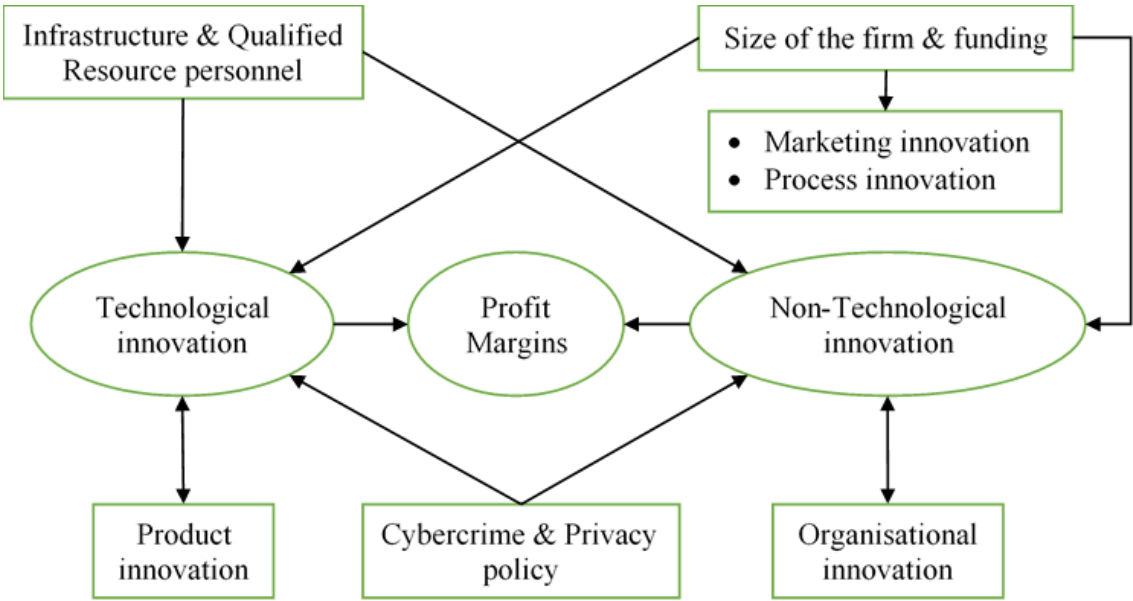 Infrastructure & Qualified
Resource personnel
Size of the firm & funding
• Marketing innovation
• Process innovation
Technological
innovation
Profit
Margins
Non-Technological
innovation
Product
innovation
Cybercrime & Privacy
policy
Organisational
innovation